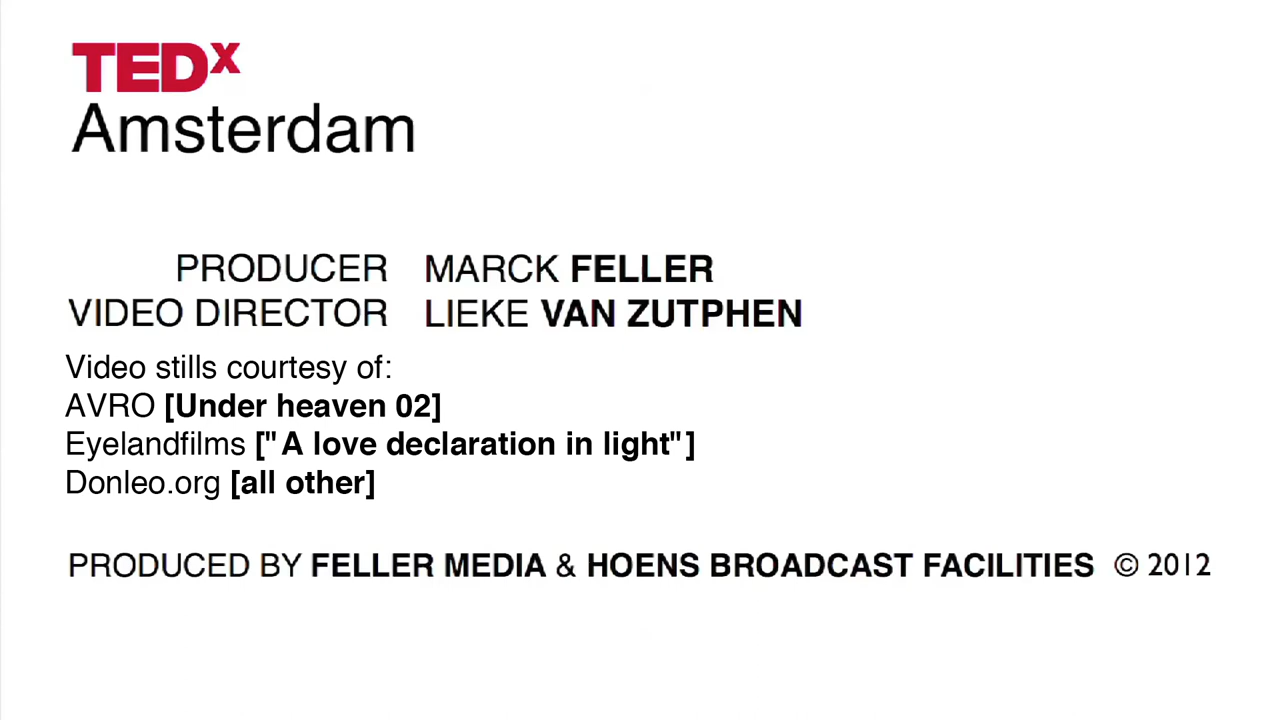 TEDx
Amsterdam
PRODUCER MARCK FELLER
VIDEO DIRECTOR LIEKE VAN ZUTPHEN
Video stills courtesy of:
AVRO [Under heaven 02]
Eyelandfilms ["A love declaration in light"]
Donleo.org [all other]
PRODUCED BY FELLER MEDIA & HOENS BROADCAST FACILITIES © 2012